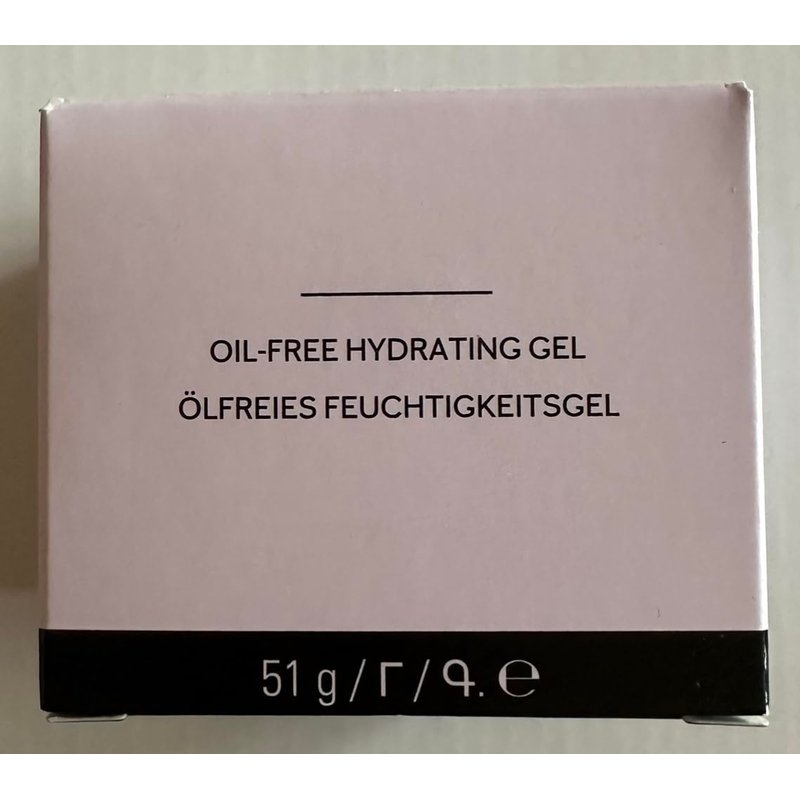 OIL-FREE HYDRATING GEL
ÖLFREIES FEUCHTIGKEITSGEL
51 g / Г / Գ. ℮